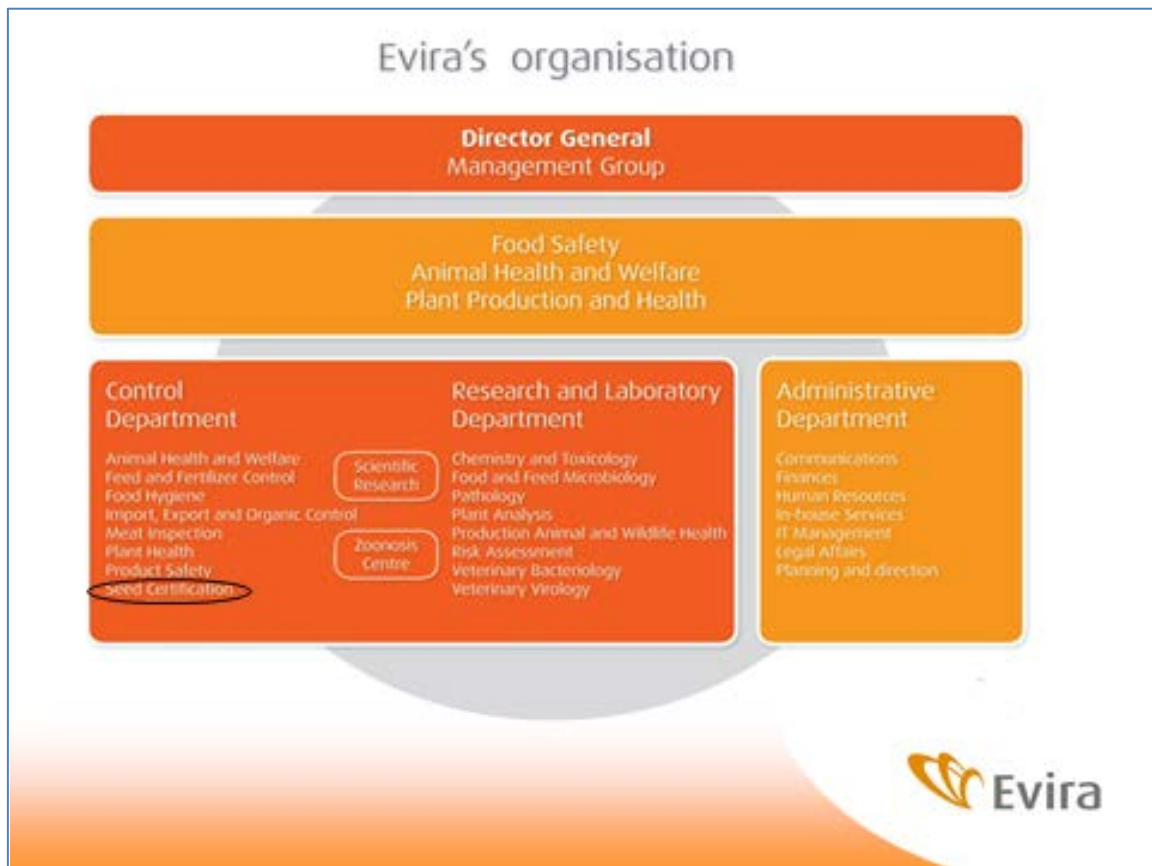 Evira's organisation
Director General
Management Group
Food Safety
Animal Health and Welfare
Plant Production and Health
Control
Department
Animal Health and Welfare
Feed and Fertilizer Control
Food Hygiene
Import, Export and Organic Control
Meat Inspection
Plant Health
Product Safety
Seed Certification
Scientific
Research
Zoonosis
Centre
Research and Laboratory
Department
Chemistry and Toxicology
Food and Feed Microbiology
Pathology
Plant Analysis
Production Animal and Wildlife Health
Risk Assessment
Veterinary Bacteriology
Veterinary Virology
Administrative
Department
Communications
Finances
Human Resources
In-house Services
IT Management
Legal Affairs
Planning and direction
Evira